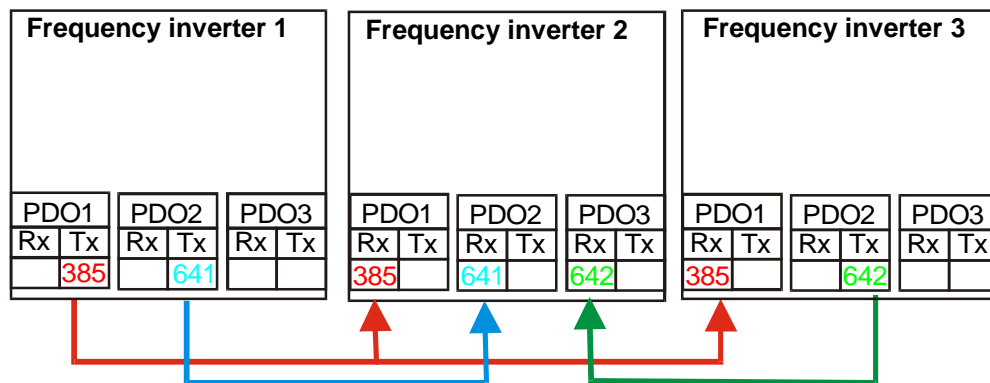 Frequency inverter 1 Frequency inverter 2 Frequency inverter 3
PDO1 PDO2 PDO3 PDO1 PDO2 PDO3 PDO1 PDO2 PDO3
Rx Tx Rx Tx Rx Tx Rx Tx Rx Tx Rx Tx Rx Tx Rx Tx Rx Tx
385 641 385 641 642 385 642